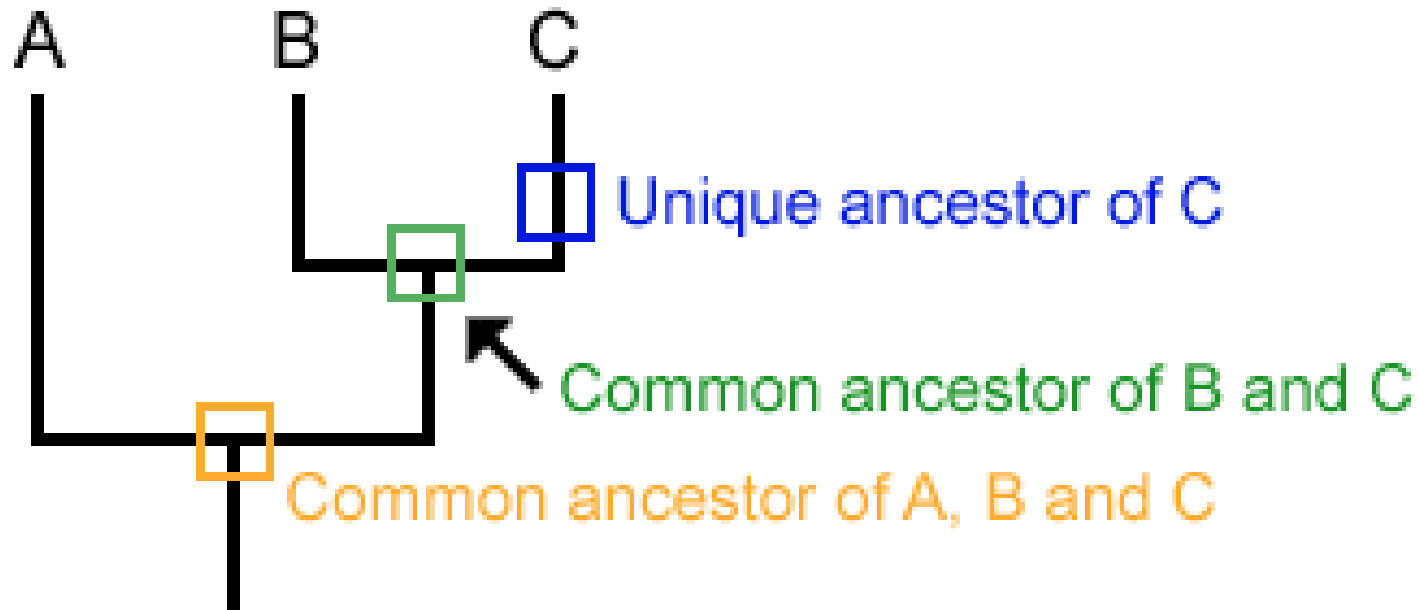 A B C
Unique ancestor of C
Common ancestor of B and C
Common ancestor of A, B and C